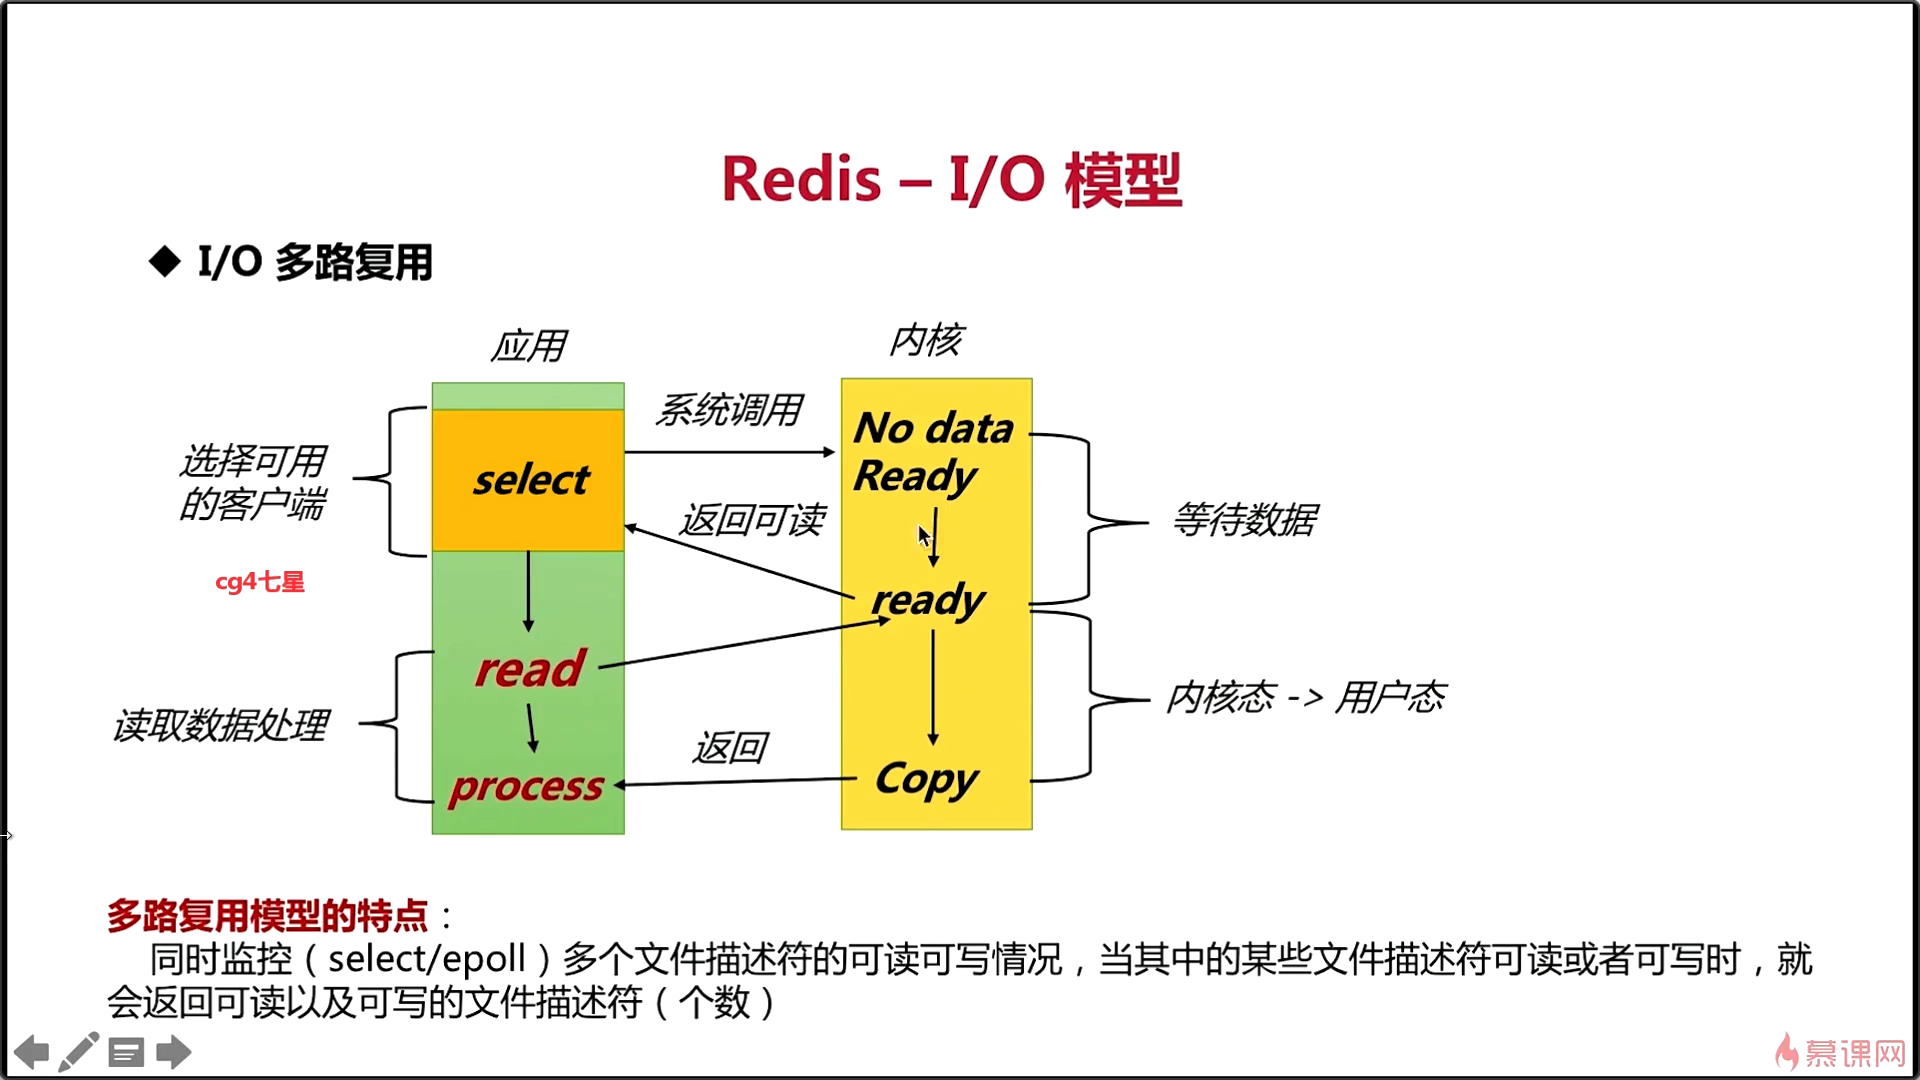 Redis – I/O 模型
◆ I/O 多路复用
应用
内核
系统调用
No data
Ready
选择可用
的客户端
select
返回可读
等待数据
cg4七星
ready
read
读取数据处理
内核态 -> 用户态
返回
process
Copy
多路复用模型的特点：
同时监控（select/epoll）多个文件描述符的可读可写情况，当其中的某些文件描述符可读或者可写时，就
会返回可读以及可写的文件描述符（个数）
慕课网